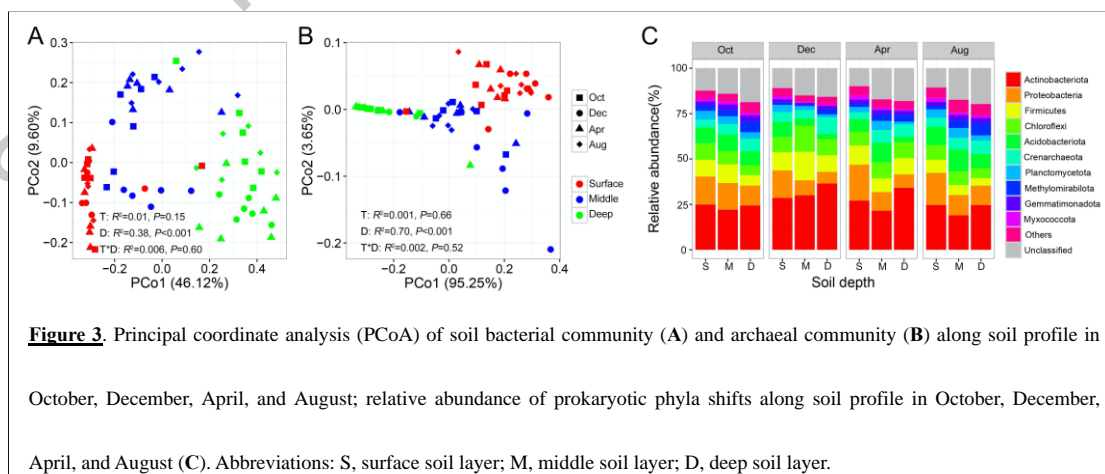 A
B
C
0.3
0.2
0.1
0.0
−0.1
−0.2
PCoo2 (9.60%)
T: R²=0.01, P=0.15
D: R²=0.38, P<0.001
T*D: R²=0.006, P=0.60
−0.2 0.0 0.2 0.4
PCo1 (46.12%)
0.1
0.0
−0.1
−0.2
PCo2 (3.65%)
T: R²=0.001, P=0.66
D: R²=0.70, P<0.001
T*D: R²=0.002, P=0.52
−0.2 0.0 0.2 0.4
PCo1 (95.25%)
Oct
Dec
Apr
Aug
Surface
Middle
Deep
Oct Dec Apr Aug
100
75
50
25
0
Relative abundance(%)
S M D S M D S M D S M D
Soil depth
Actinobacteriota
Proteobacteria
Firmicutes
Chloroflexi
Acidobacteriota
Crenarchaeota
Planctomycetota
Methylomirabilota
Gemmatimonadota
Myxococcota
Others
Unclassified
Figure 3. Principal coordinate analysis (PCoA) of soil bacterial community (A) and archaeal community (B) along soil profile in
October, December, April, and August; relative abundance of prokaryotic phyla shifts along soil profile in October, December,
April, and August (C). Abbreviations: S, surface soil layer; M, middle soil layer; D, deep soil layer.